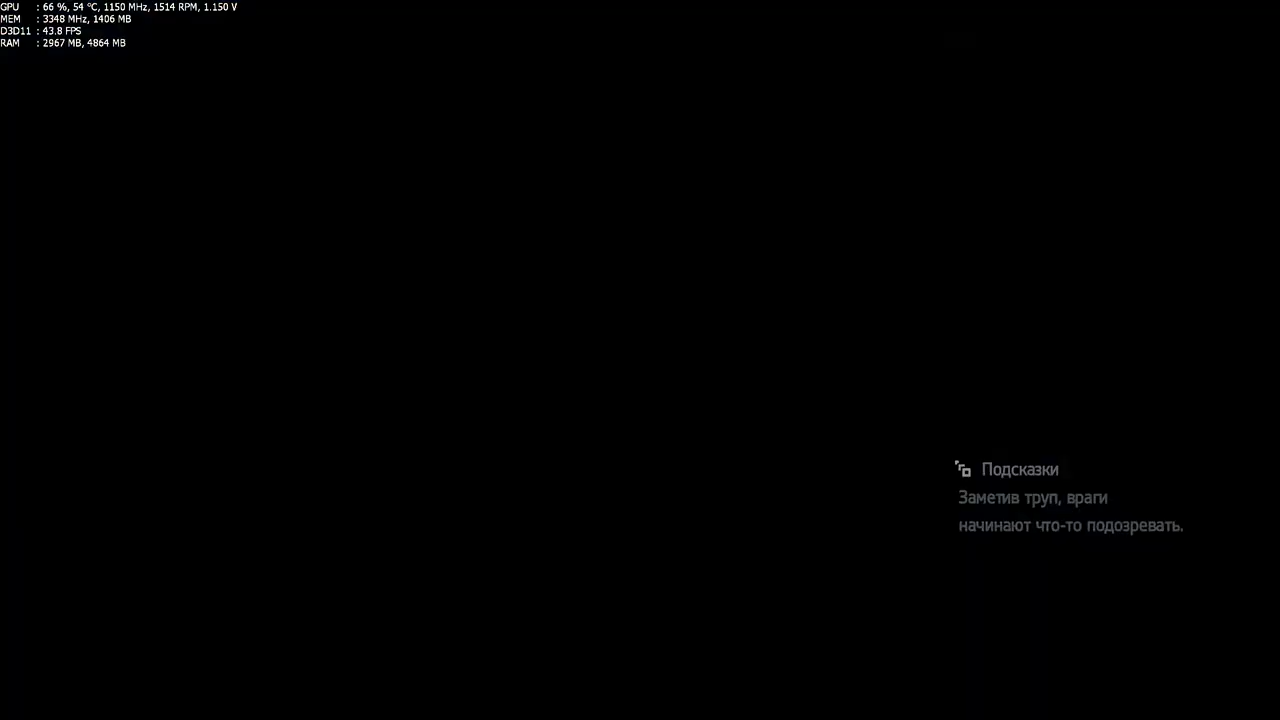 GPU : 66 %, 54 °C, 1150 MHz, 1514 RPM, 1.150 V
MEM : 3348 MHz, 1406 MB
D3D11 : 43.8 FPS
RAM : 2967 MB, 4864 MB
Подсказки
Заметив труп, враги
начинают что-то подозревать.